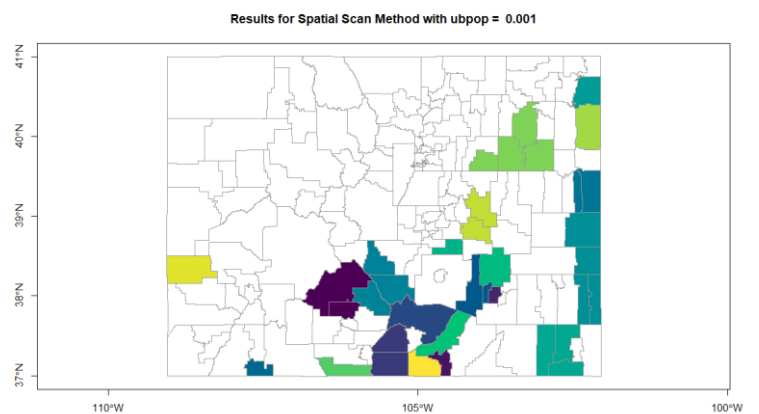 Results for Spatial Scan Method with ubpop = 0.001
41°N
40°N
39°N
38°N
37°N
110°W
105°W
100°W